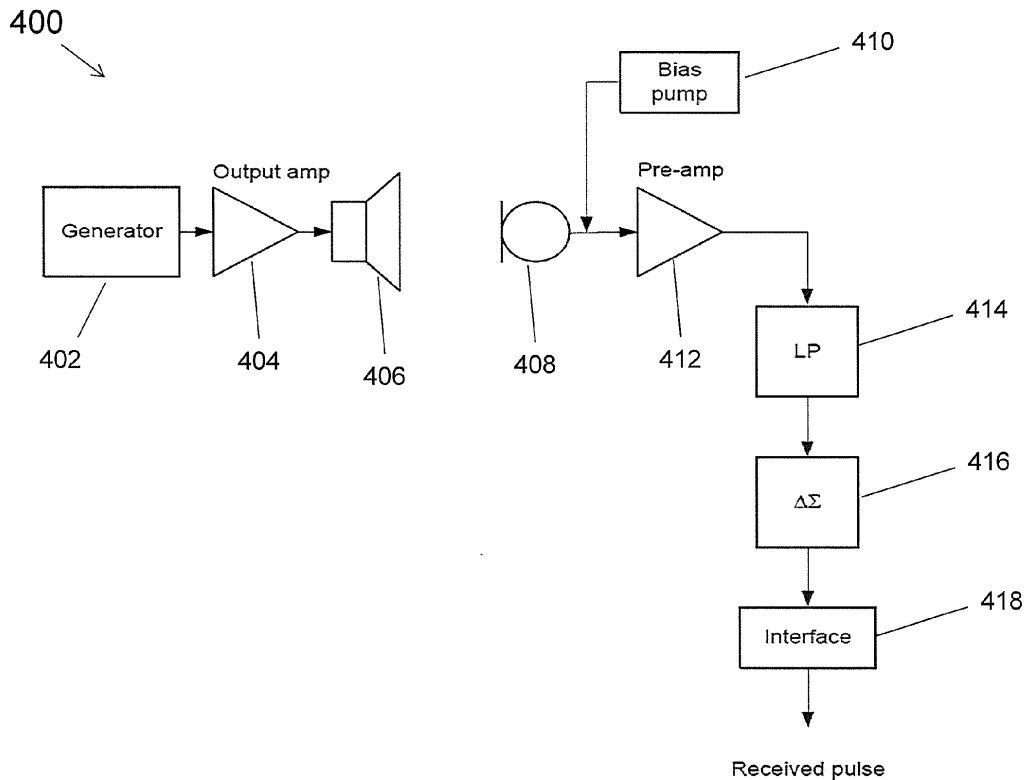 400
410
Bias
pump
Output amp
Pre-amp
Generator
402
404
406
408
412
414
LP
416
ΔΣ
418
Interface
Received pulse